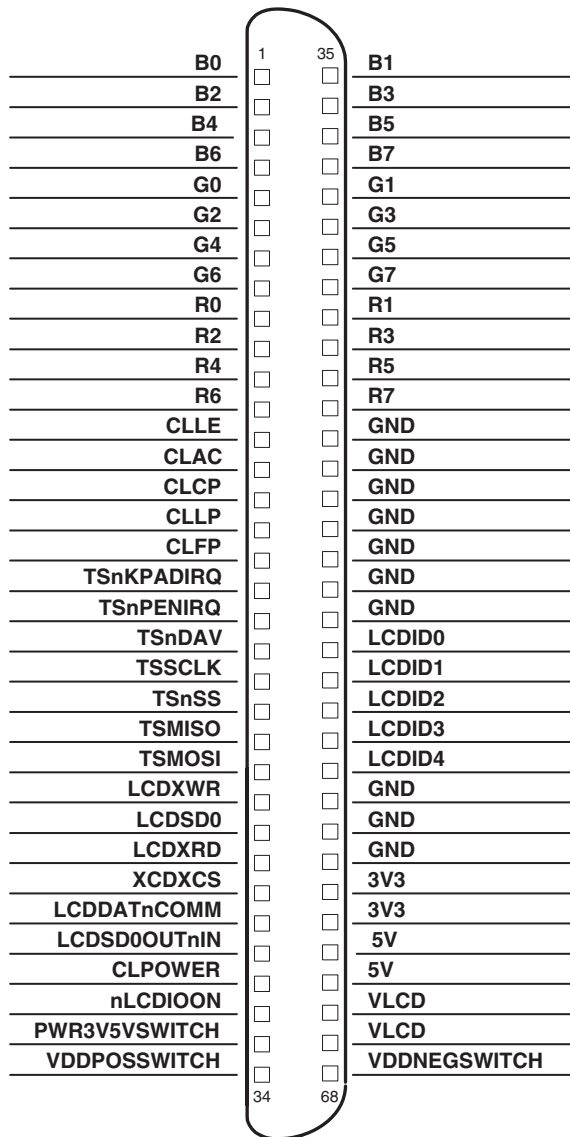 1 35
B0 B1
B2 B3
B4 B5
B6 B7
G0 G1
G2 G3
G4 G5
G6 G7
R0 R1
R2 R3
R4 R5
R6 R7
CLLE GND
CLAC GND
CLCP GND
CLLP GND
CLFP GND
TSnKPADIRQ GND
TSnPENIRQ GND
TSnDAV LCDID0
TSSCLK LCDID1
TSnSS LCDID2
TSMISO LCDID3
TSMOSI LCDID4
LCDXWR GND
LCDSD0 GND
LCDXRD GND
XCDXCS 3V3
LCDDATnCOMM 3V3
LCDSD0OUTnIN 5V
CLPOWER 5V
nLCDIOON VLCD
PWR3V5VSWITCH VLCD
VDDPOSSWITCH VDDNEGSWITCH
34 68